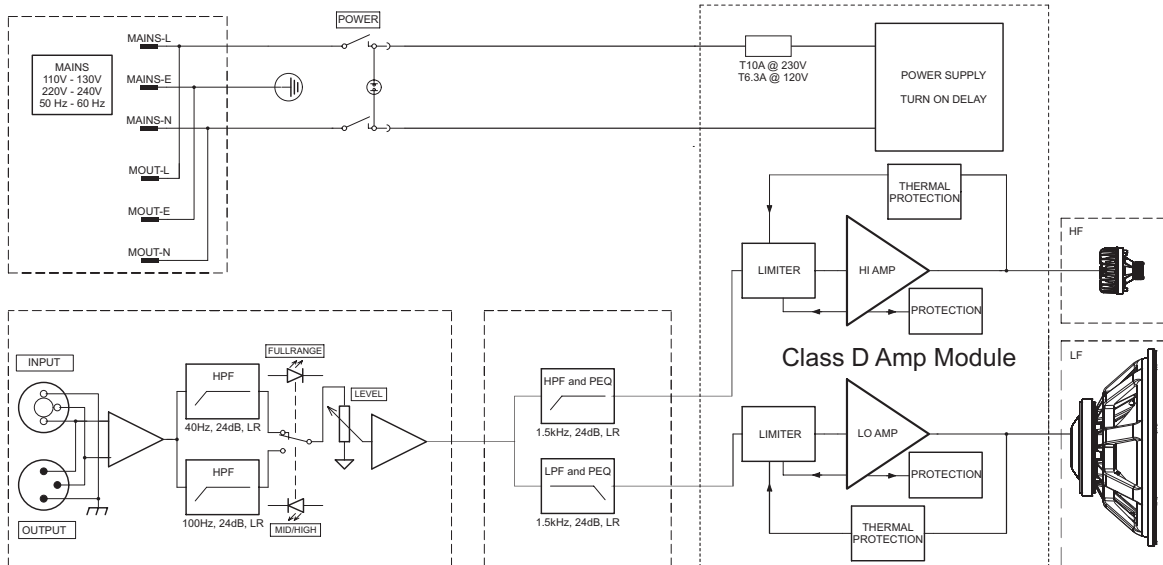 MAINS
110V - 130V
220V - 240V
50 Hz - 60 Hz
MAINS-L
MAINS-E
MAINS-N
MOUT-L
MOUT-E
MOUT-N
POWER
T10A @ 230V
T6.3A @ 120V
POWER SUPPLY
TURN ON DELAY
THERMAL
PROTECTION
LIMITER
HI AMP
PROTECTION
HF
Class D Amp Module
INPUT
OUTPUT
HPF
40Hz, 24dB, LR
HPF
100Hz, 24dB, LR
FULLRANGE
MID/HIGH
LEVEL
HPF and PEQ
1.5kHz, 24dB, LR
LPF and PEQ
1.5kHz, 24dB, LR
LIMITER
LO AMP
PROTECTION
THERMAL
PROTECTION
LF